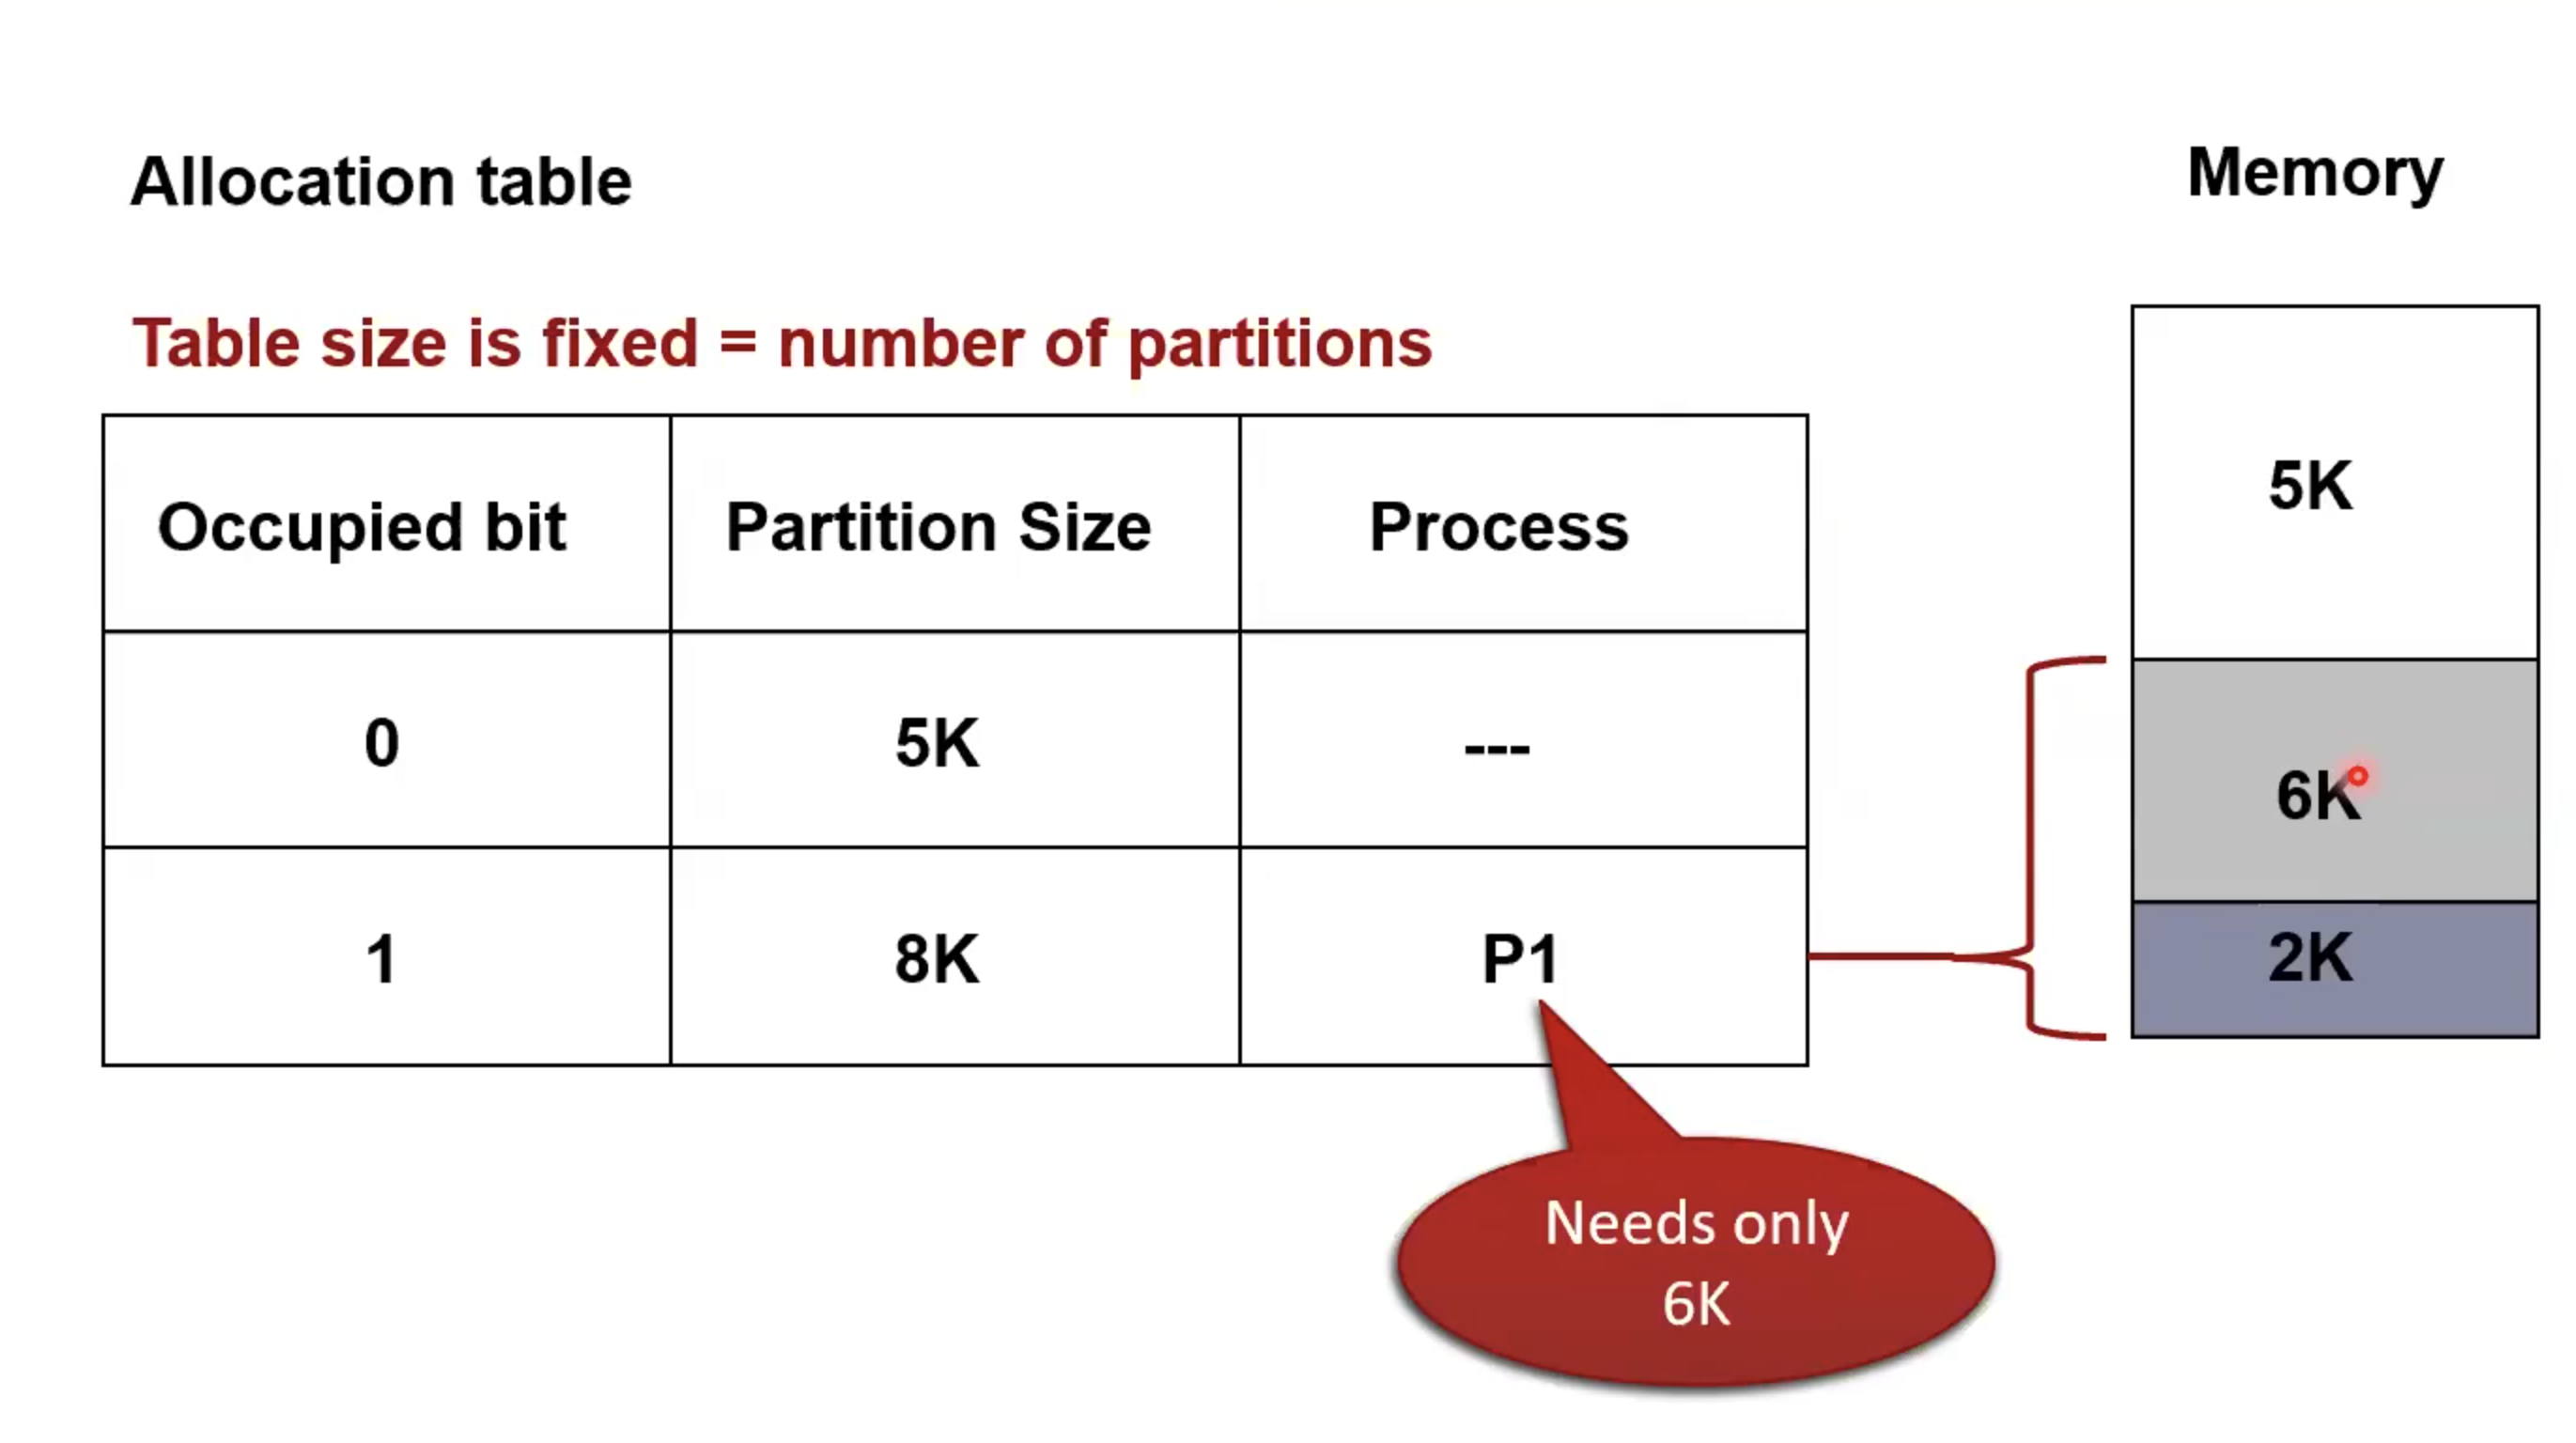 Allocation table
Memory
Table size is fixed = number of partitions
Occupied bit Partition Size Process
0 5K ---
1 8K P1
5K
6K
2K
Needs only
6K